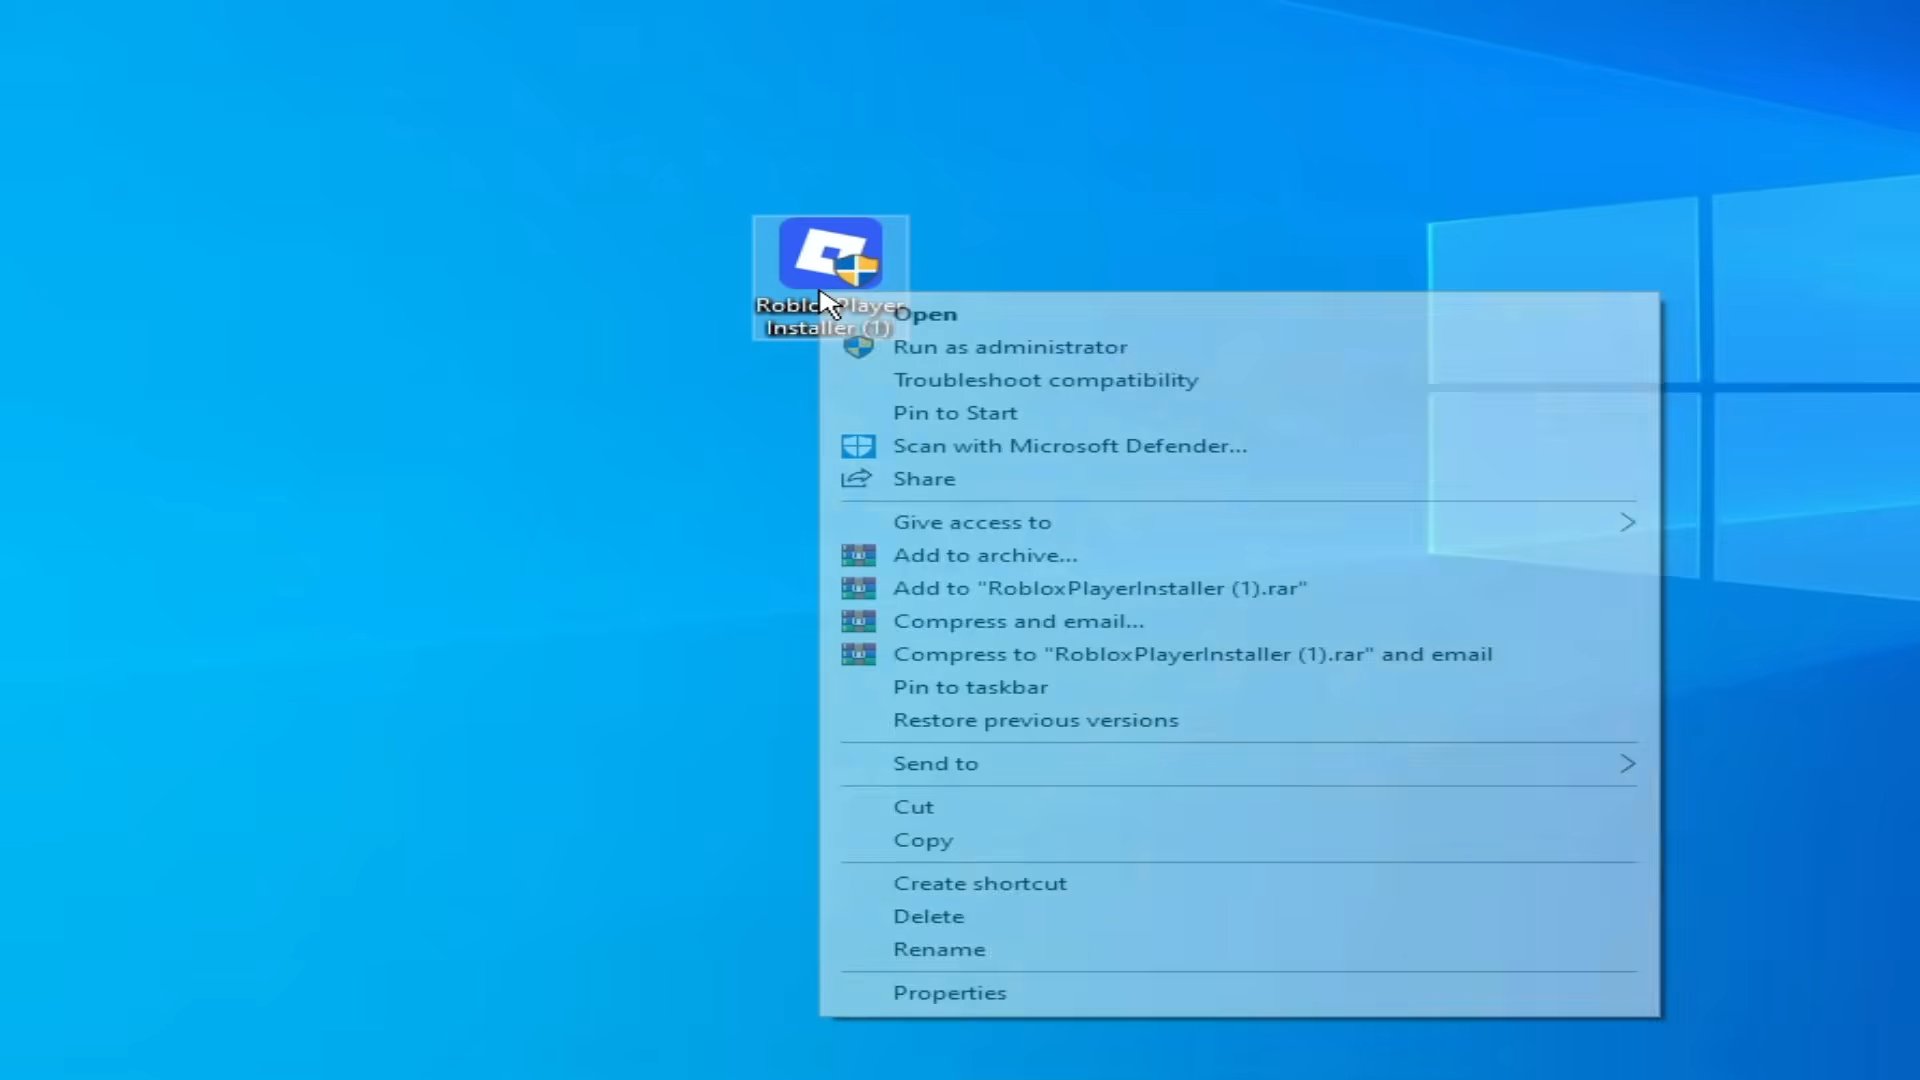 RobloxPlayer
Installer (1)
Open
Run as administrator
Troubleshoot compatibility
Pin to Start
Scan with Microsoft Defender...
Share
Give access to
Add to archive...
Add to "RobloxPlayerInstaller (1).rar"
Compress and email...
Compress to "RobloxPlayerInstaller (1).rar" and email
Pin to taskbar
Restore previous versions
Send to
Cut
Copy
Create shortcut
Delete
Rename
Properties